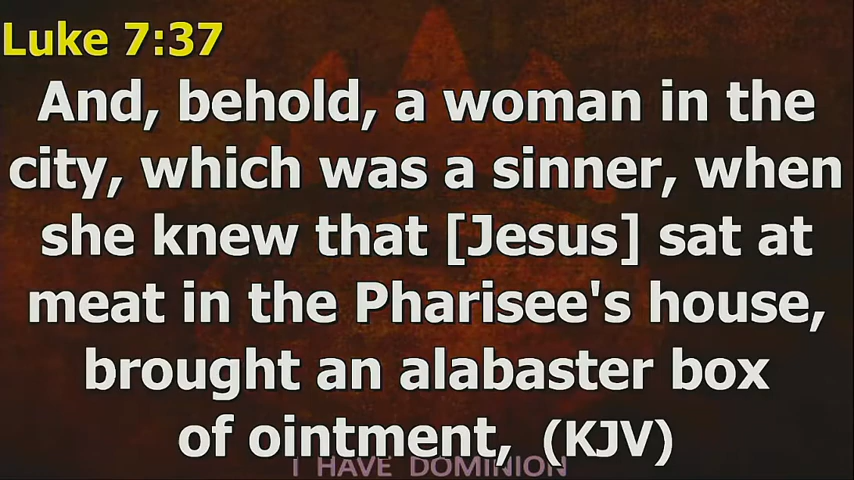 Luke 7:37
And, behold, a woman in the
city, which was a sinner, when
she knew that [Jesus] sat at
meat in the Pharisee's house,
brought an alabaster box
of ointment, (KJV)
I HAVE DOMINION